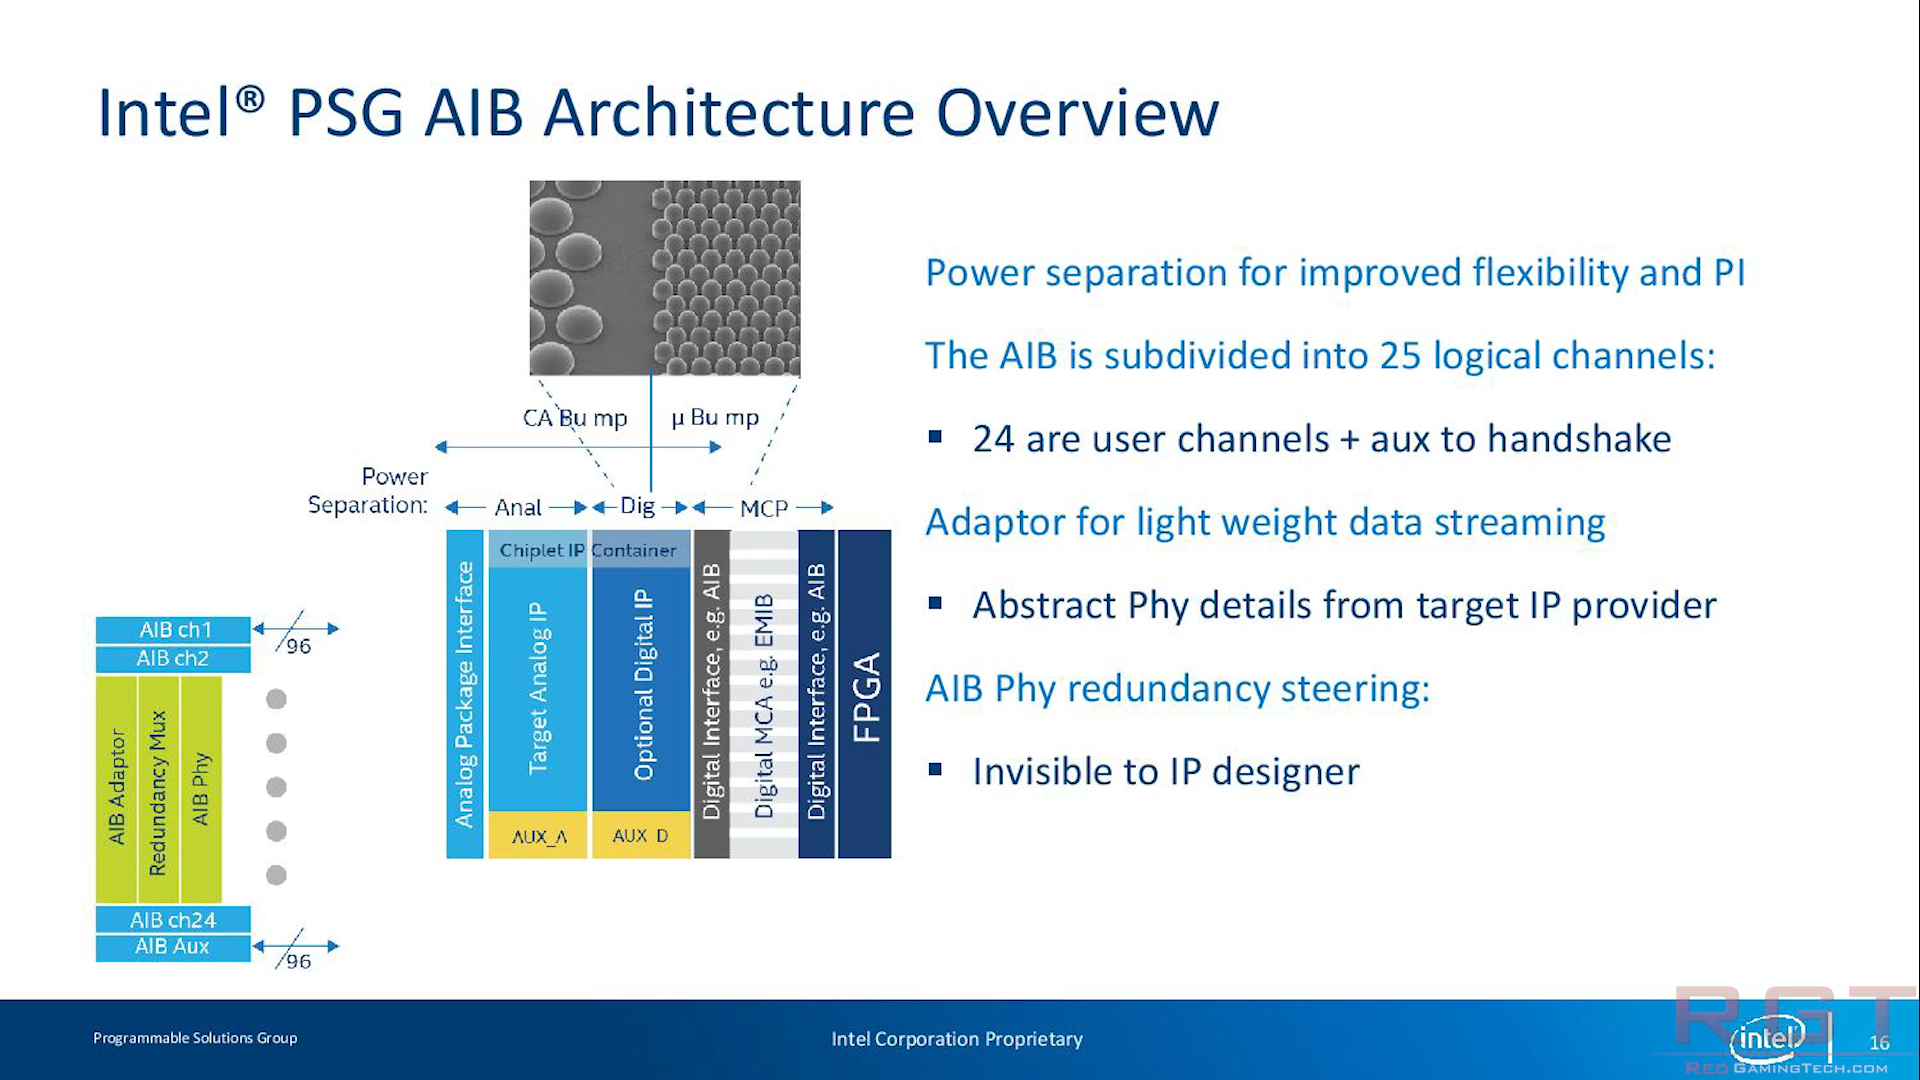 Intel® PSG AIB Architecture Overview
CA Bu mp
µ Bu mp
Power
Separation:
Anal
Dig
MCP
Chiplet IP Container
Analog Package Interface
Target Analog IP
Optional Digital IP
Digital Interface, e.g. AIB
Digital MCA e.g. EMIB
Digital Interface, e.g. AIB
FPGA
AUX_A
AUX D
AIB ch1
96
AIB ch2
AIB Adaptor
Redundancy Mux
AIB Phy
AIB ch24
AIB Aux
96
Power separation for improved flexibility and PI
The AIB is subdivided into 25 logical channels:
▪ 24 are user channels + aux to handshake
Adaptor for light weight data streaming
▪ Abstract Phy details from target IP provider
AIB Phy redundancy steering:
▪ Invisible to IP designer
Programmable Solutions Group
Intel Corporation Proprietary
intel
16
RGT
REDGAMINGTECH.COM